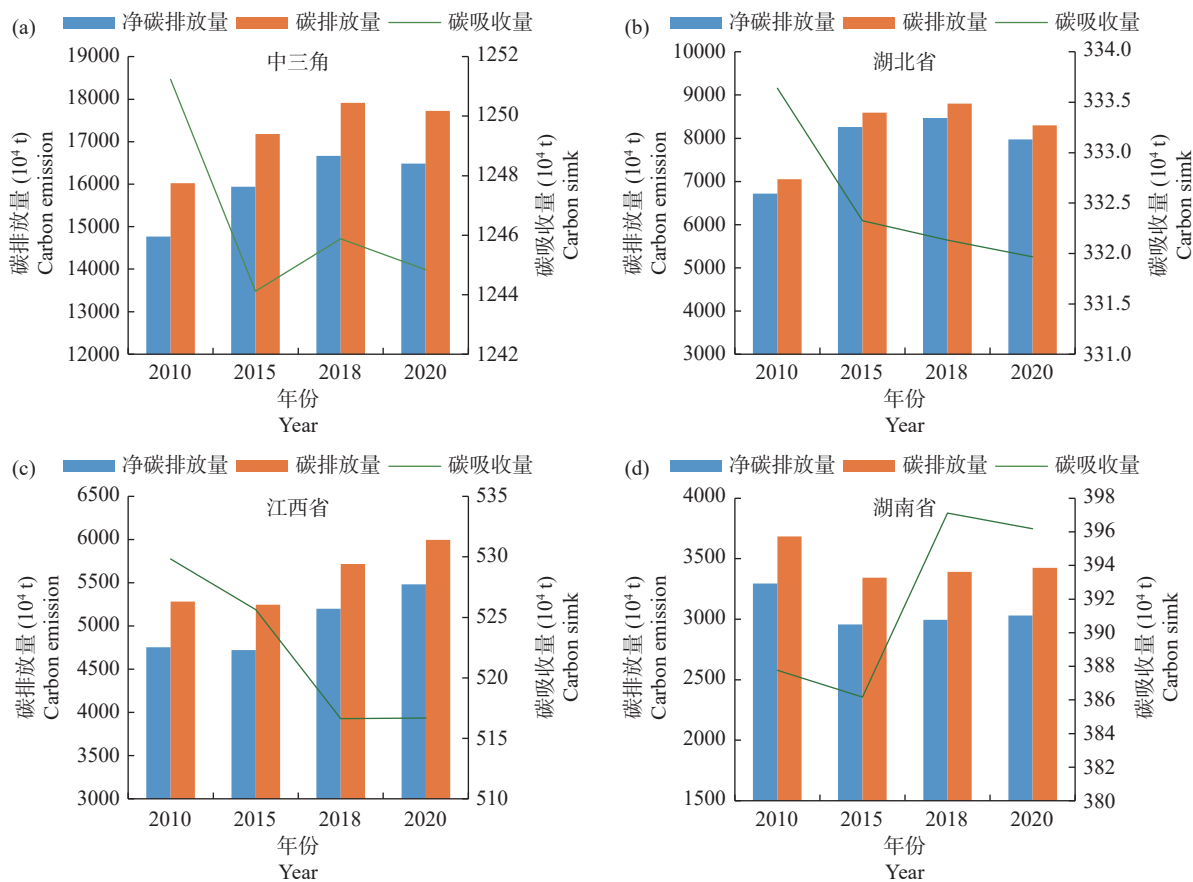 (a)
净碳排放量 碳排放量 碳吸收量
中三角
19000
18000
17000
16000
15000
14000
13000
12000
碳排放量 (10⁴ t)
Carbon emission
1252
1250
1248
1246
1244
1242
碳吸收量 (10⁴ t)
Carbon simk
2010 2015 2018 2020
年份
Year
(b)
净碳排放量 碳排放量 碳吸收量
湖北省
10000
9000
8000
7000
6000
5000
4000
3000
碳排放量 (10⁴ t)
Carbon emission
334.0
333.5
333.0
332.5
332.0
331.5
331.0
碳吸收量 (10⁴ t)
Carbon simk
2010 2015 2018 2020
年份
Year
(c)
净碳排放量 碳排放量 碳吸收量
江西省
6500
6000
5500
5000
4500
4000
3500
3000
碳排放量 (10⁴ t)
Carbon emission
535
530
525
520
515
510
碳吸收量 (10⁴ t)
Carbon simk
2010 2015 2018 2020
年份
Year
(d)
净碳排放量 碳排放量 碳吸收量
湖南省
4000
3500
3000
2500
2000
1500
碳排放量 (10⁴ t)
Carbon emission
398
396
394
392
390
388
386
384
382
380
碳吸收量 (10⁴ t)
Carbon simk
2010 2015 2018 2020
年份
Year